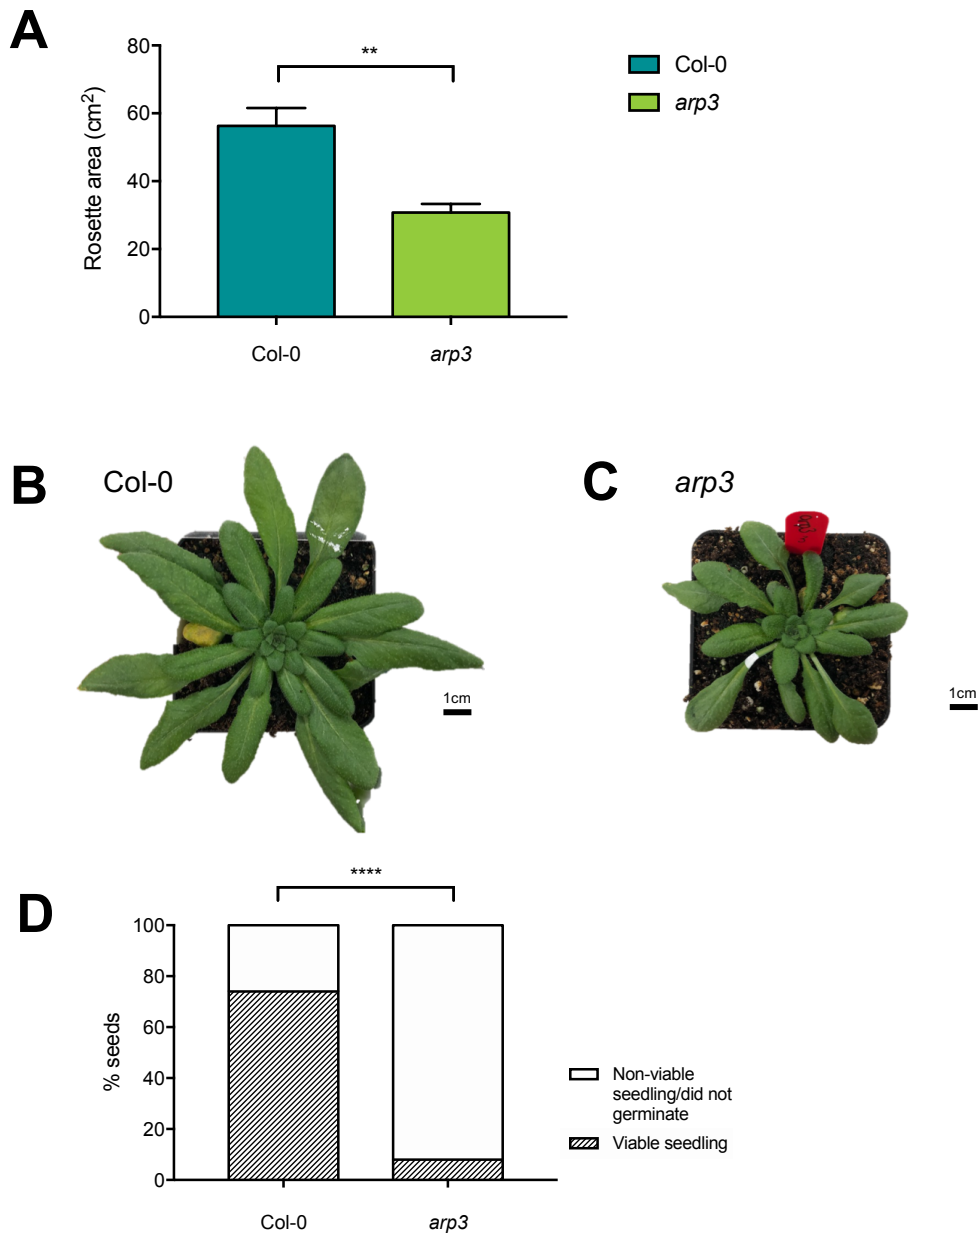 A
80
60
40
20
0
Rosette area (cm²)
**
Col-0
arp3
Col-0
arp3
B
Col-0
1cm
C
arp3
1cm
D
****
100
80
60
40
20
0
% seeds
Col-0
arp3
Non-viable
seedling/did not
germinate
Viable seedling